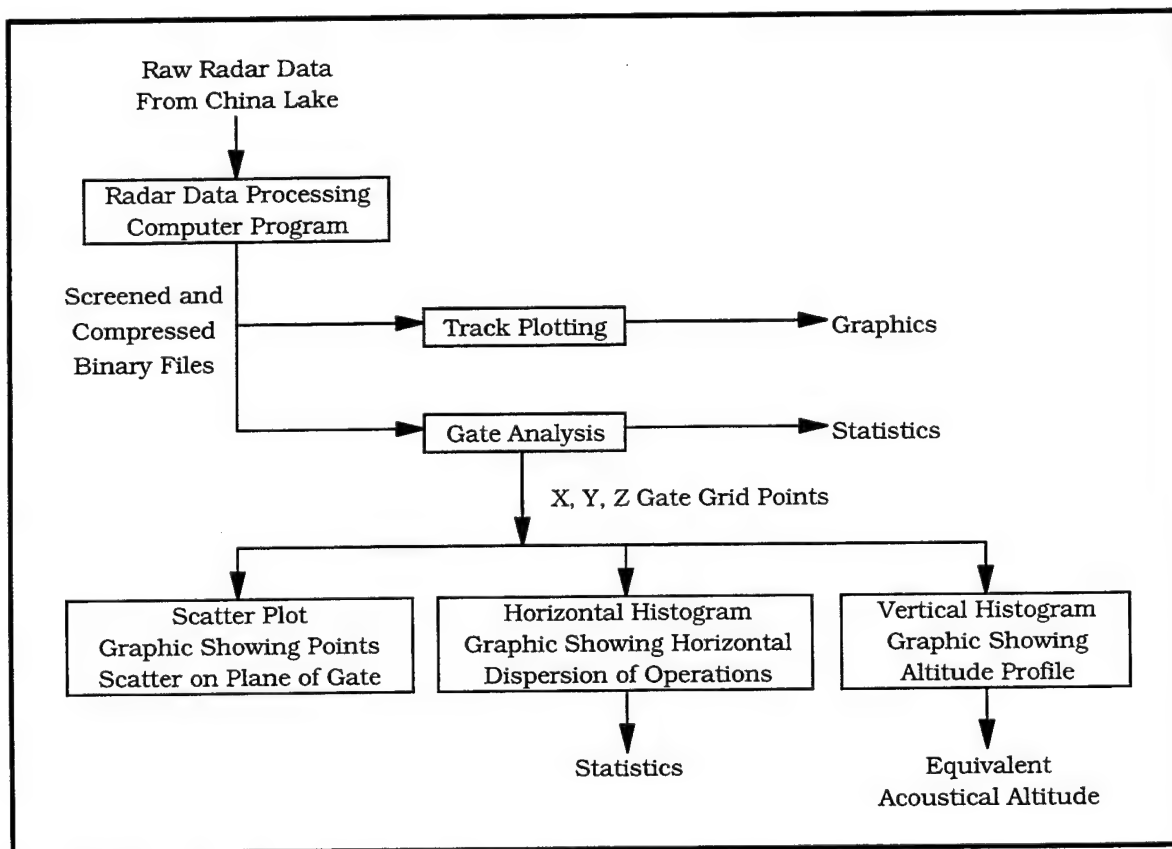 Raw Radar Data
From China Lake
Radar Data Processing
Computer Program
Screened and
Compressed
Binary Files
Track Plotting
Graphics
Gate Analysis
Statistics
X, Y, Z Gate Grid Points
Scatter Plot
Graphic Showing Points
Scatter on Plane of Gate
Horizontal Histogram
Graphic Showing Horizontal
Dispersion of Operations
Vertical Histogram
Graphic Showing
Altitude Profile
Statistics
Equivalent
Acoustical Altitude